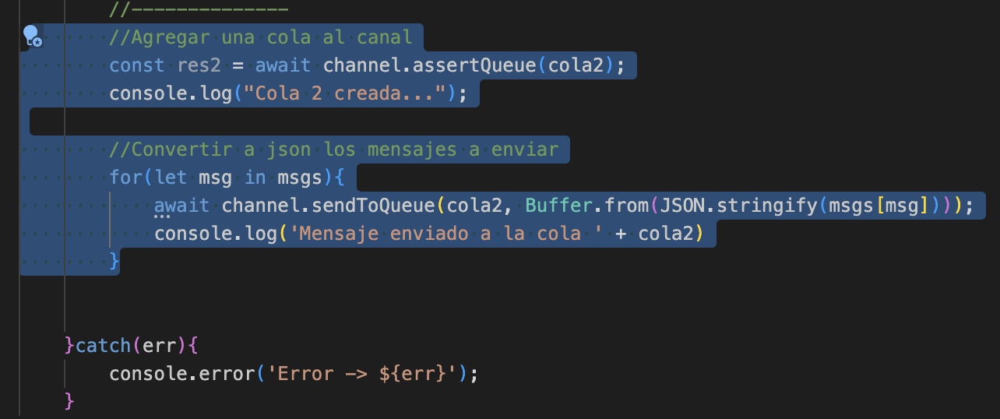 //--------------
//Agregar una cola al canal
const res2 = await channel.assertQueue(cola2);
console.log("Cola 2 creada...");
//Convertir a json los mensajes a enviar
for(let msg in msgs){
await channel.sendToQueue(cola2, Buffer.from(JSON.stringify(msgs[msg])));
console.log('Mensaje enviado a la cola ' + cola2)
}
}catch(err){
console.error('Error -> ${err}');
}